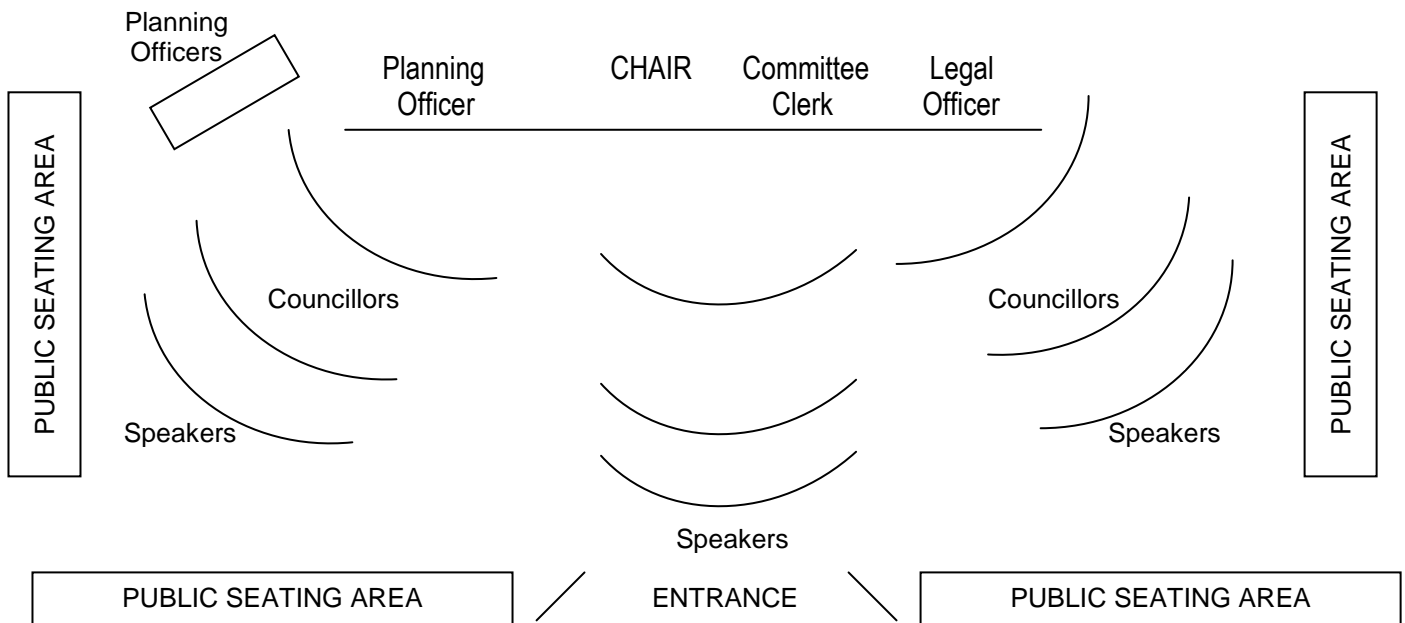 Planning
Officers
Planning
Officer
CHAIR
Committee
Clerk
Legal
Officer
PUBLIC SEATING AREA
PUBLIC SEATING AREA
Councillors
Councillors
Speakers
Speakers
Speakers
PUBLIC SEATING AREA
ENTRANCE
PUBLIC SEATING AREA